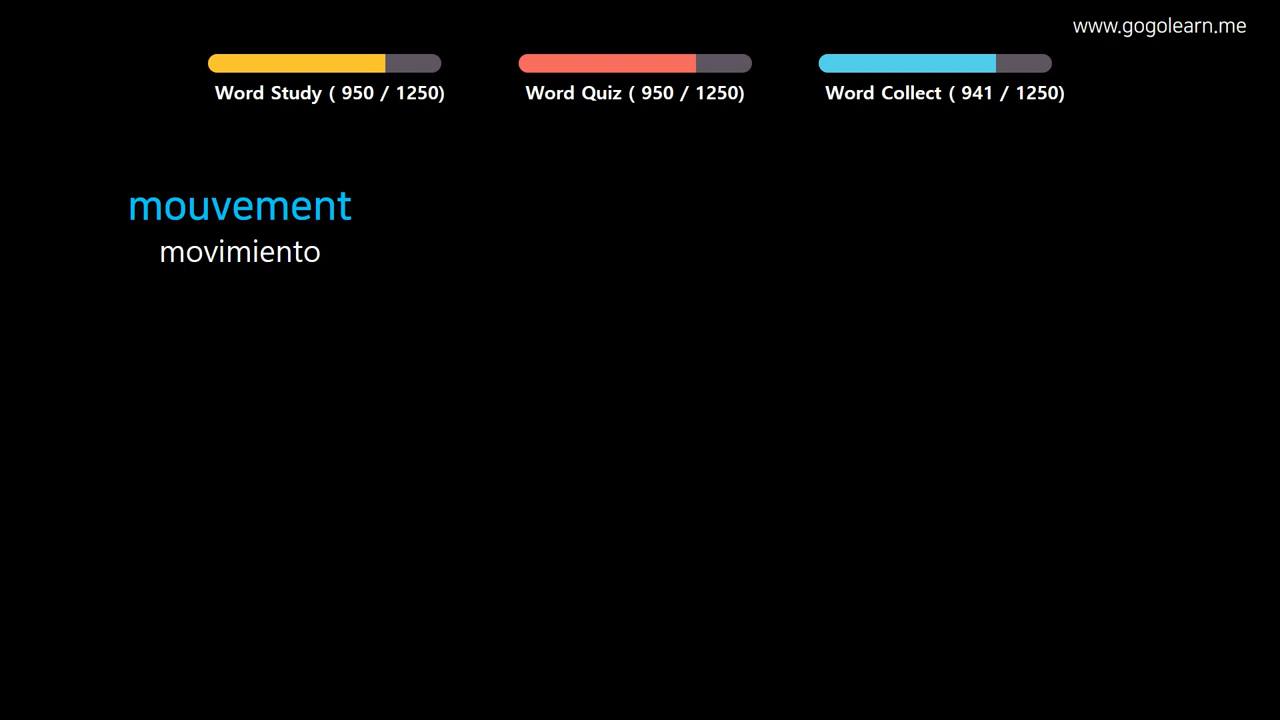 www.gogolearn.me
Word Study ( 950 / 1250)
Word Quiz ( 950 / 1250)
Word Collect ( 941 / 1250)
mouvement
movimiento